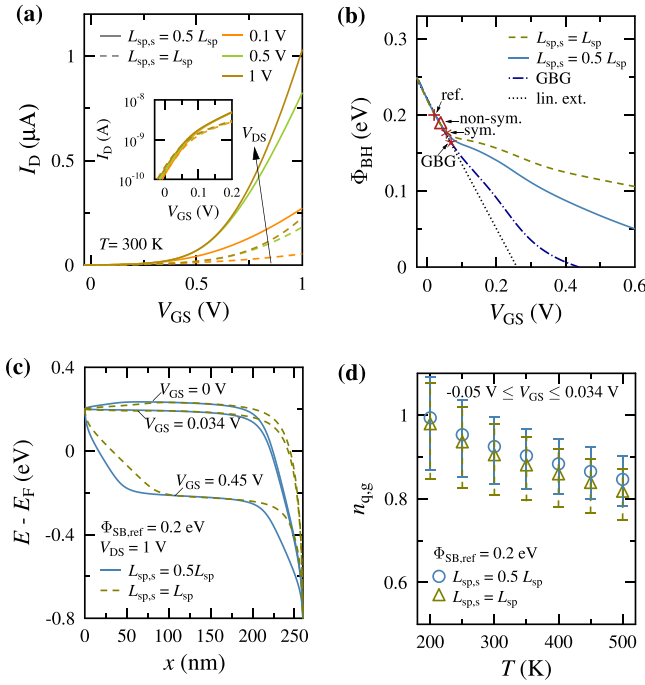 (a)
L_sp,s = 0.5 L_sp
L_sp,s = L_sp
0.1 V
0.5 V
1 V
I_D (μA)
1
0.75
0.5
0.25
0
I_D (A)
10^-8
10^-9
10^-10
0
0.1
0.2
V_GS (V)
V_DS
T= 300 K
0
0.5
1
V_GS (V)
(b)
L_sp,s = L_sp
L_sp,s = 0.5 L_sp
GBG
lin. ext.
Φ_BH (eV)
0.3
0.2
0.1
0
ref.
non-sym.
sym.
GBG
0
0.2
0.4
0.6
V_GS (V)
(c)
E - E_F (eV)
0.4
0
-0.4
-0.8
V_GS = 0 V
V_GS = 0.034 V
V_GS = 0.45 V
Φ_SB,ref = 0.2 eV
V_DS = 1 V
L_sp,s = 0.5L_sp
L_sp,s = L_sp
0
50
100
150
200
250
x (nm)
(d)
-0.05 V ≤ V_GS ≤ 0.034 V
n_q,g
1
0.8
0.6
Φ_SB,ref = 0.2 eV
L_sp,s = 0.5 L_sp
L_sp,s = L_sp
200
300
400
500
T (K)